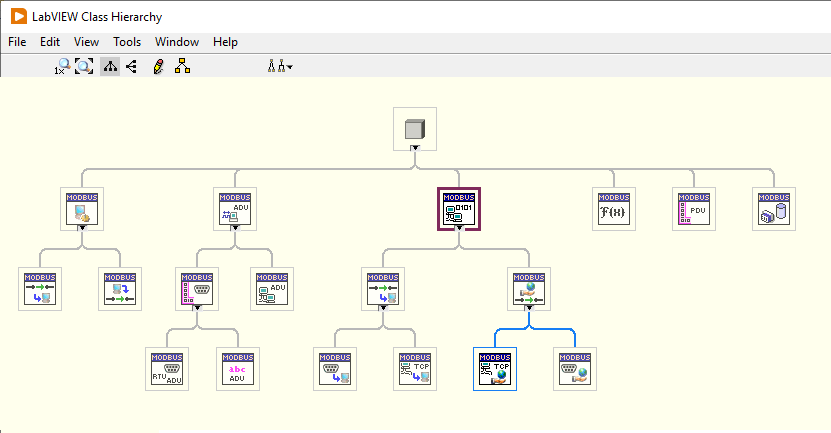 LabVIEW Class Hierarchy
File Edit View Tools Window Help
1x
MODBUS MODBUS MODBUS MODBUS MODBUS MODBUS
ADU 0101 F(x) PDU
MODBUS MODBUS MODBUS MODBUS MODBUS MODBUS
ADU
MODBUS MODBUS MODBUS MODBUS MODBUS MODBUS
RTU ADU abc ADU TCP TCP